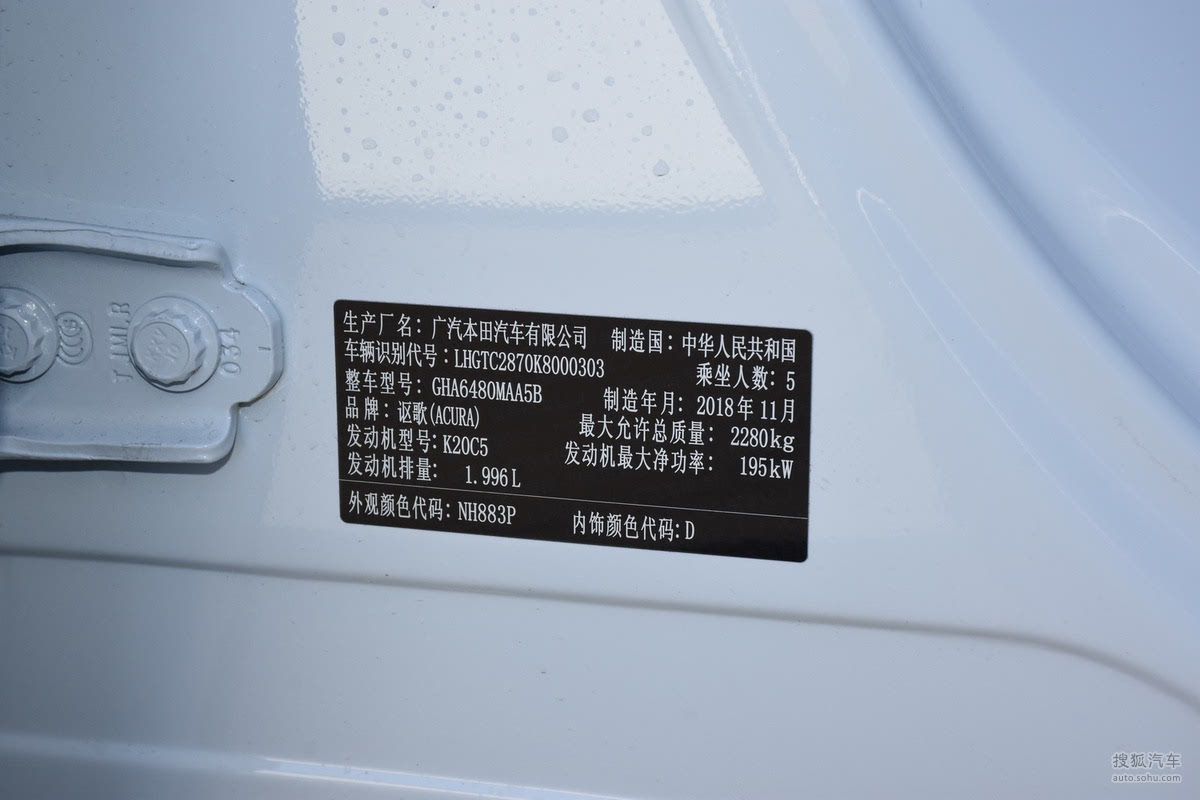 生产厂名：广汽本田汽车有限公司 制造国：中华人民共和国
车辆识别代号：LHGTC2870K8000303 乘坐人数：5
整车型号：GHA6480MAA5B 制造年月：2018年11月
品牌：讴歌(ACURA) 最大允许总质量：2280kg
发动机型号：K20C5 发动机最大净功率：195kW
发动机排量：1.996L
外观颜色代码：NH883P 内饰颜色代码：D
034
搜狐汽车
auto.sohu.com